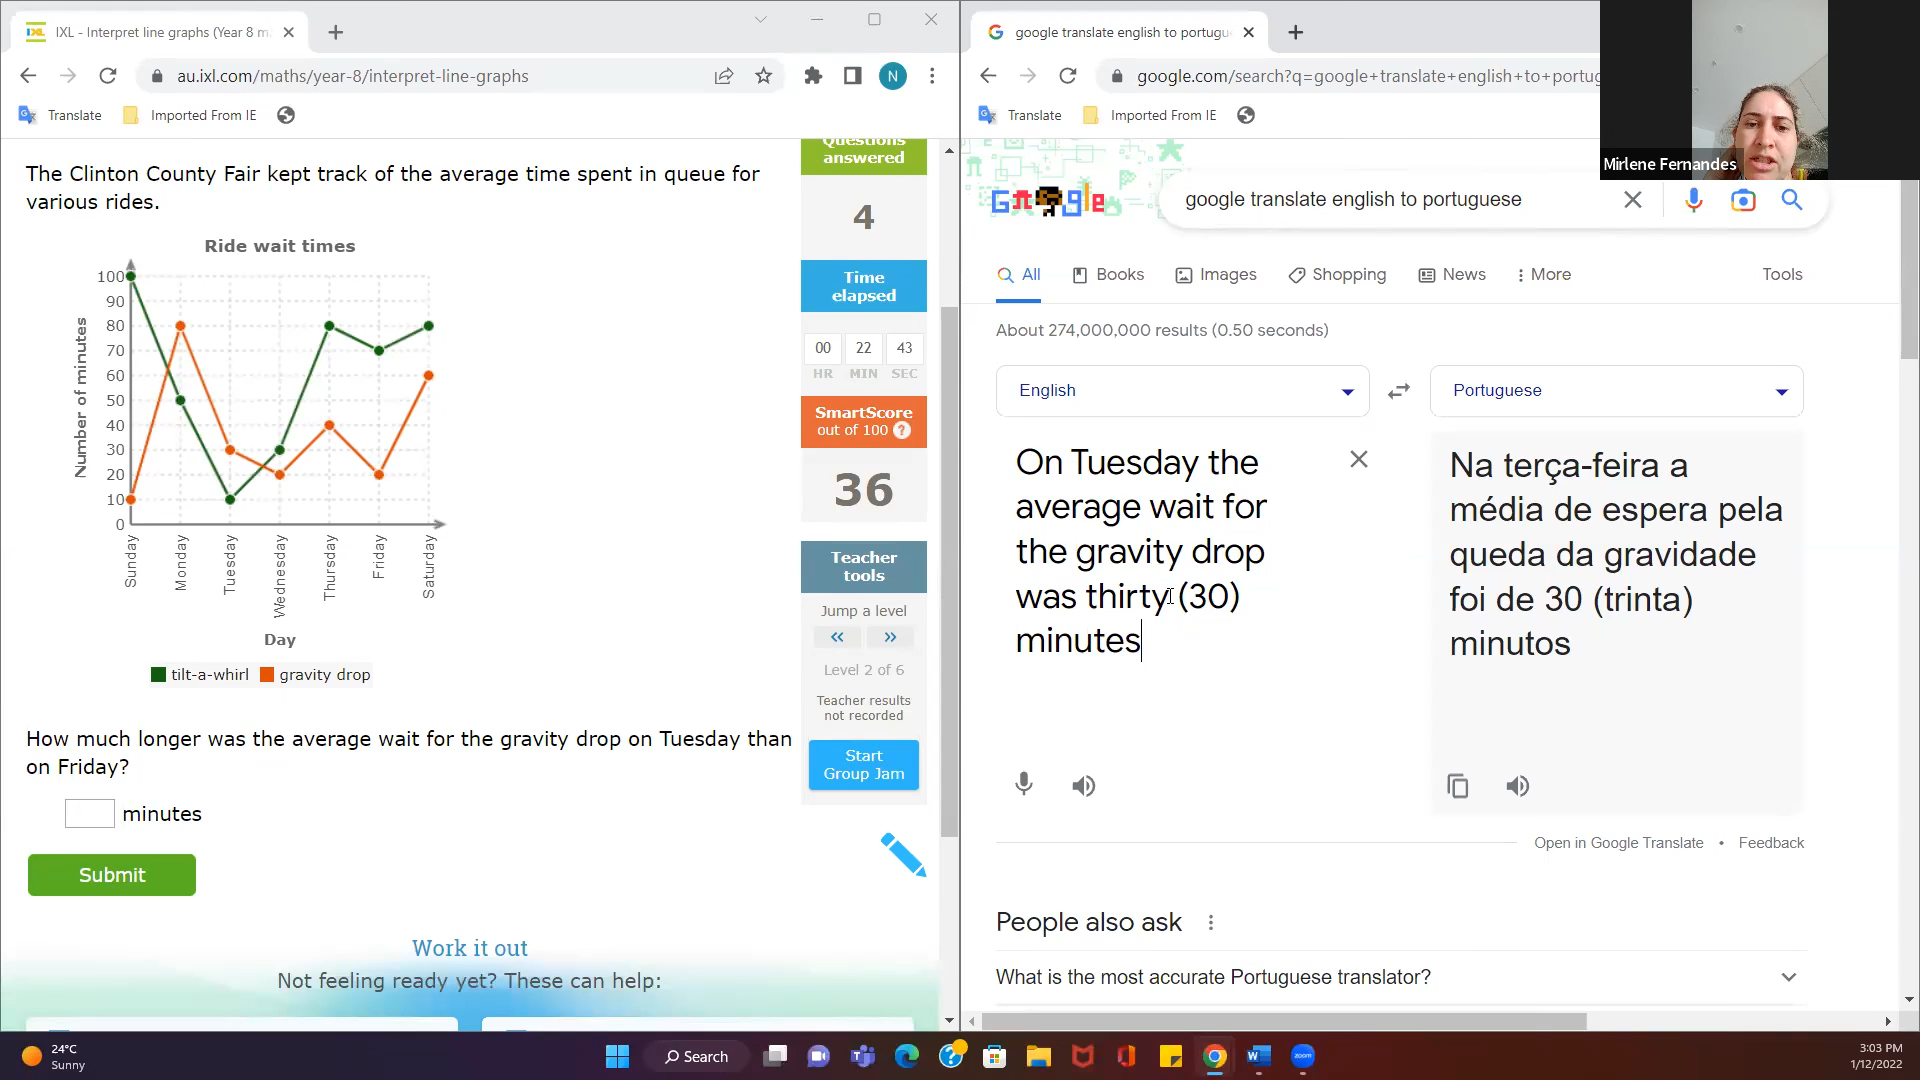 IXL - Interpret line graphs (Year 8 m
au.ixl.com/maths/year-8/interpret-line-graphs
N
Translate
Imported From IE
The Clinton County Fair kept track of the average time spent in queue for
various rides.
Ride wait times
Number of minutes
100
90
80
70
60
50
40
30
20
10
0
Sunday
Monday
Tuesday
Wednesday
Thursday
Friday
Saturday
Day
tilt-a-whirl
gravity drop
How much longer was the average wait for the gravity drop on Tuesday than
on Friday?
minutes
Submit
Work it out
Not feeling ready yet? These can help:
Questions
answered
4
Time
elapsed
00 22 43
HR MIN SEC
SmartScore
out of 100 ?
36
Teacher
tools
Jump a level
Level 2 of 6
Teacher results
not recorded
Start
Group Jam
google translate english to portugu
google.com/search?q=google+translate+english+to+portug
Translate
Imported From IE
Mirlene Fernandes
google translate english to portuguese
All
Books
Images
Shopping
News
More
Tools
About 274,000,000 results (0.50 seconds)
English
Portuguese
On Tuesday the
average wait for
the gravity drop
was thirty (30)
minutes
Na terça-feira a
média de espera pela
queda da gravidade
foi de 30 (trinta)
minutos
Open in Google Translate • Feedback
People also ask
What is the most accurate Portuguese translator?
24°C
Sunny
Search
zoom
3:03 PM
1/12/2022